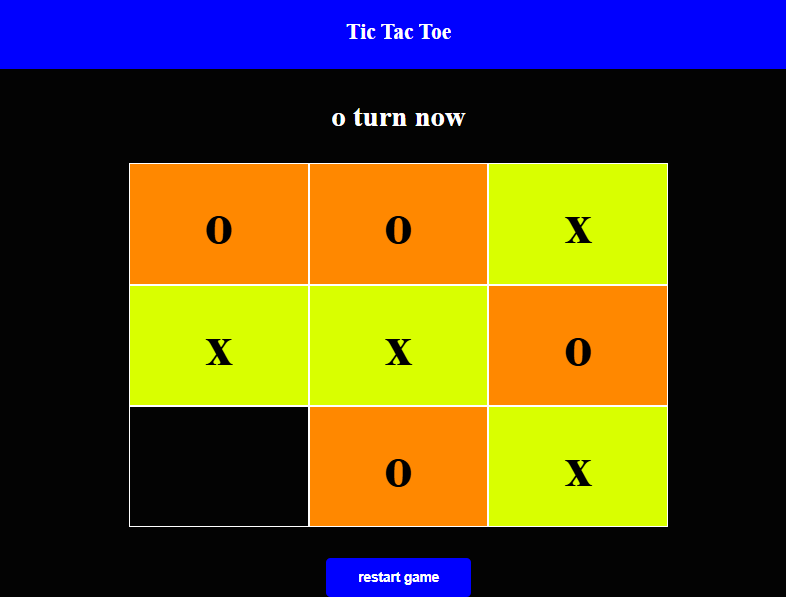 Tic Tac Toe
o turn now
o o x
x x o
o x
restart game